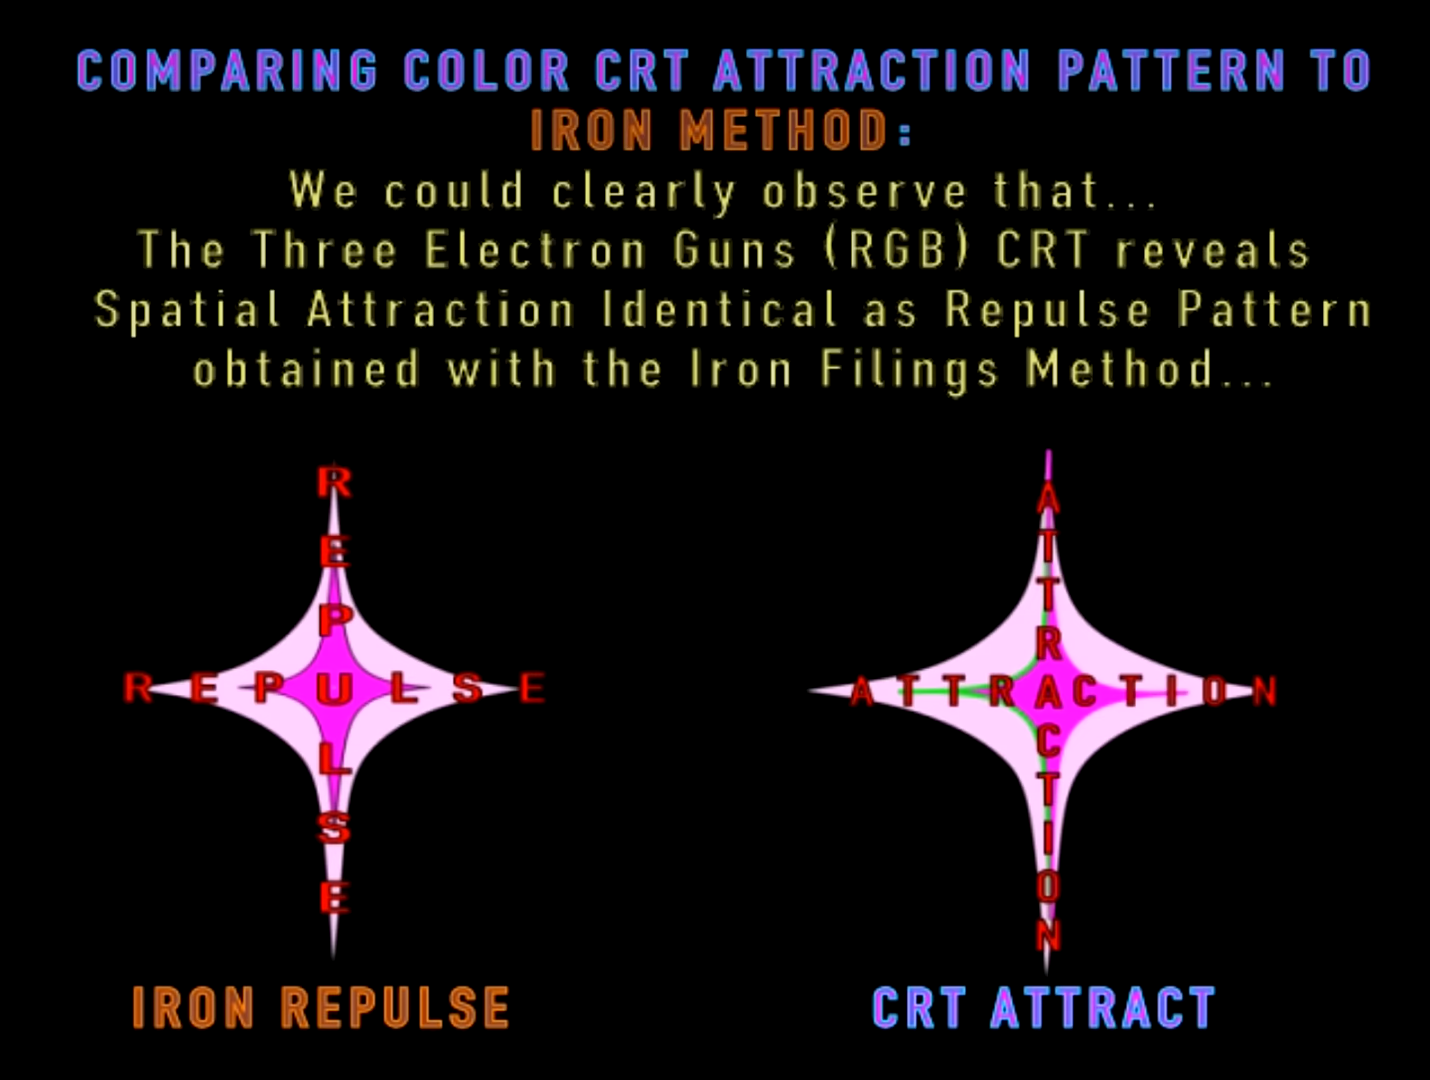 COMPARING COLOR CRT ATTRACTION PATTERN TO
IRON METHOD:
We could clearly observe that...
The Three Electron Guns (RGB) CRT reveals
Spatial Attraction Identical as Repulse Pattern
obtained with the Iron Filings Method...
REPULSE
REPULSE
ATTRACTION
ATTRACTION
IRON REPULSE
CRT ATTRACT